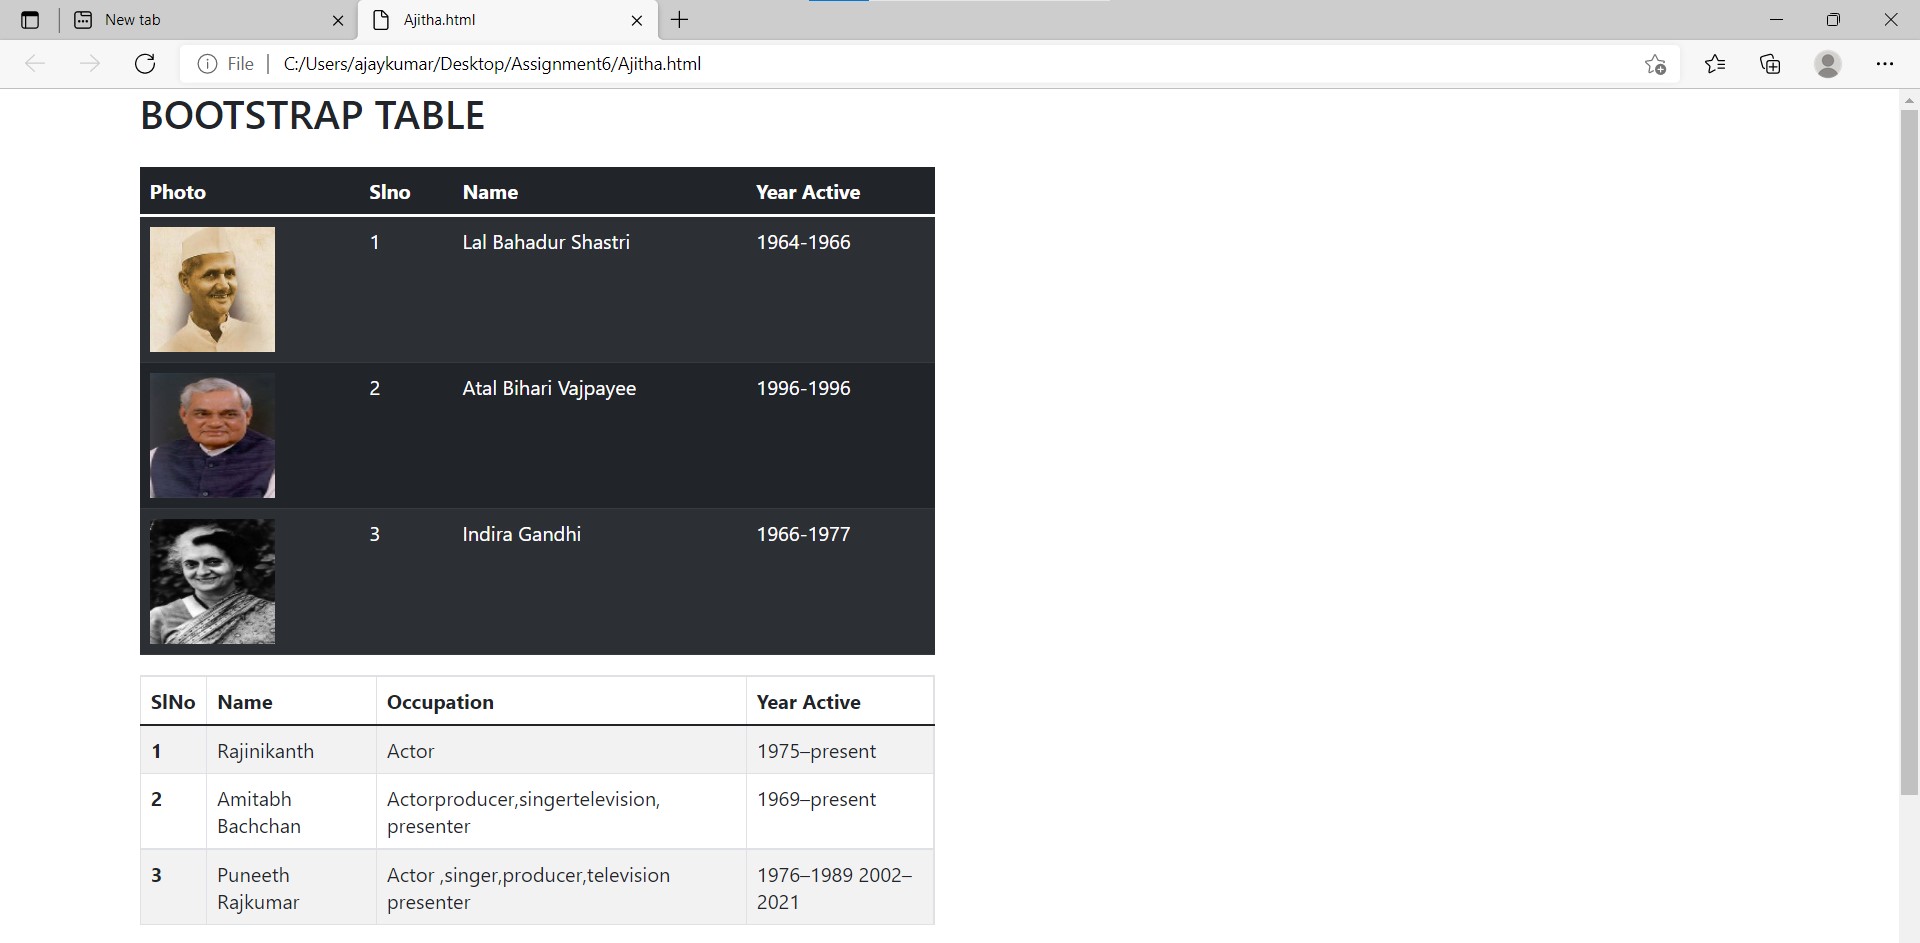 New tab
Ajitha.html
File
C:/Users/ajaykumar/Desktop/Assignment6/Ajitha.html
BOOTSTRAP TABLE
Photo Slno Name Year Active
1 Lal Bahadur Shastri 1964-1966
2 Atal Bihari Vajpayee 1996-1996
3 Indira Gandhi 1966-1977
SlNo Name Occupation Year Active
1 Rajinikanth Actor 1975–present
2 Amitabh Actorproducer,singertelevision, 1969–present
Bachchan presenter
3 Puneeth Actor ,singer,producer,television 1976–1989 2002–
Rajkumar presenter 2021